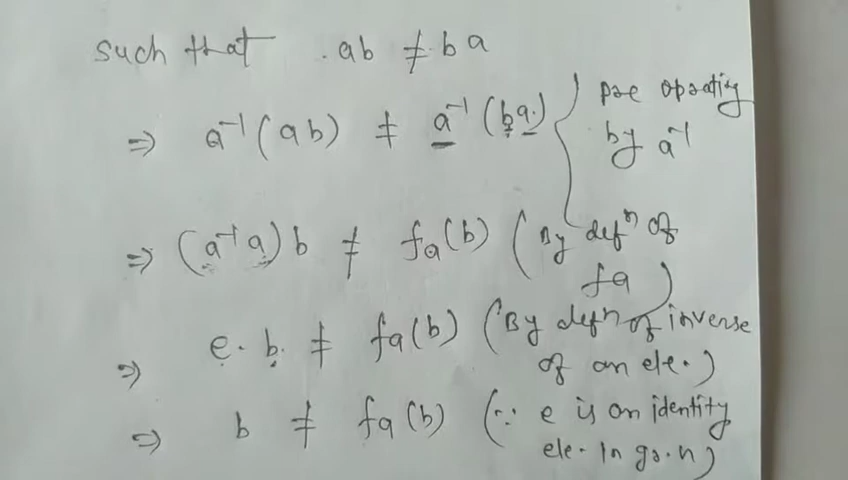 such that ab ≠ ba
⇒ a⁻¹(ab) ≠ a⁻¹(ba) } pre operating by a⁻¹
⇒ (a⁻¹a)b ≠ fa(b) (By defⁿ of fa)
⇒ e.b. ≠ fa(b) (By defⁿ of inverse of an ele.)
⇒ b ≠ fa(b) (∵ e is an identity ele. In